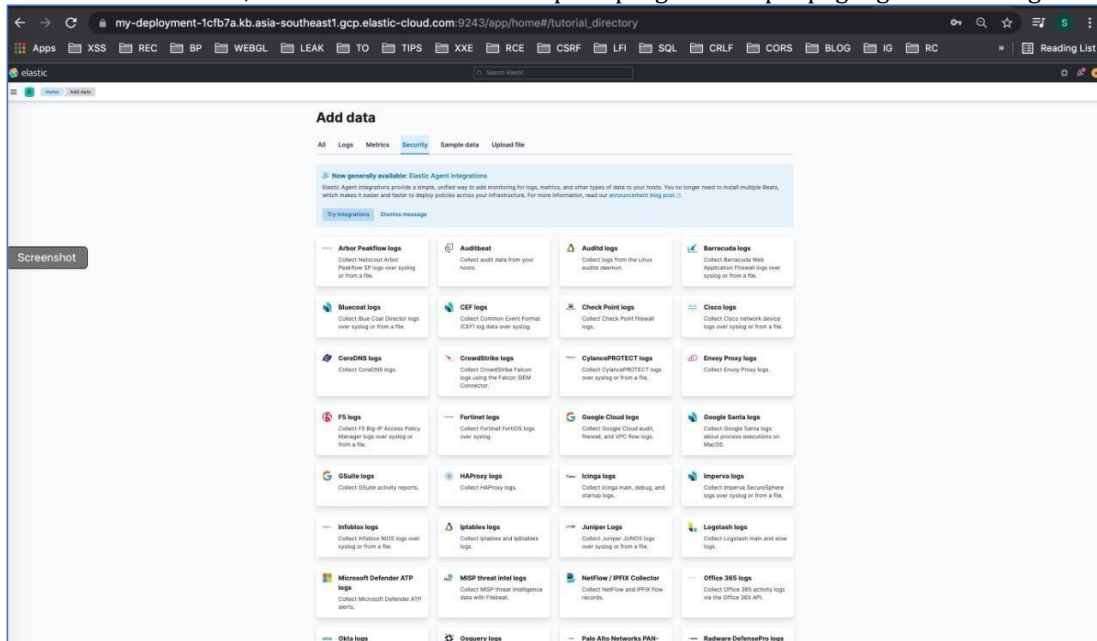 my-deployment-1cfb7a.kb.asia-southeast1.gcp.elastic-cloud.com:9243/app/home#/tutorial_directory
S
Apps XSS REC BP WEBGL LEAK TO TIPS XXE RCE CSRF LFI SQL CRLF CORS BLOG IG RC » Reading List
elastic
Search Elastic
D Home Add data
Add data
All Logs Metrics Security Sample data Upload file
Now generally available: Elastic Agent Integrations
Elastic Agent Integrations provide a simple, unified way to add monitoring for logs, metrics, and other types of data to your hosts. You no longer need to install multiple Beats,
which makes it easier and faster to deploy policies across your infrastructure. For more information, read our announcement blog post
Try Integrations Dismiss message
Screenshot
Arbor Peakflow logs
Collect Netscout Arbor
Peakflow SP logs over syslog
or from a file.
Auditbeat
Collect audit data from your
hosts.
Auditd logs
Collect logs from the Linux
auditd daemon.
Barracuda logs
Collect Barracuda Web
Application Firewall logs over
syslog or from a file.
Bluecoat logs
Collect Blue Coat Director logs
over syslog or from a file.
CEF logs
Collect Common Event Format
(CEF) log data over syslog.
Check Point logs
Collect Check Point firewall
logs.
Cisco logs
Collect Cisco network device
logs over syslog or from a file.
CoreDNS logs
Collect CoreDNS logs.
CrowdStrike logs
Collect CrowdStrike Falcon
logs using the Falcon SIEM
Connector.
CylancePROTECT logs
Collect CylancePROTECT logs
over syslog or from a file.
Envoy Proxy logs
Collect Envoy Proxy logs.
F5 logs
Collect F5 Big-IP Access Policy
Manager logs over syslog or
from a file.
Fortinet logs
Collect Fortinet FortiOS logs
over syslog.
Google Cloud logs
Collect Google Cloud audit,
firewall, and VPC flow logs.
Google Santa logs
Collect Google Santa logs
about process executions on
MacOS.
GSuite logs
Collect GSuite activity reports.
HAProxy logs
Collect HAProxy logs.
Icinga logs
Collect Icinga main, debug, and
startup logs.
Imperva logs
Collect Imperva SecureSphere
logs over syslog or from a file.
Infoblox logs
Collect Infoblox NIOS logs over
syslog or from a file.
Iptables logs
Collect iptables and ip6tables
logs.
Juniper Logs
Collect Juniper JUNOS logs
over syslog or from a file.
Logstash logs
Collect Logstash main and slow
logs.
Microsoft Defender ATP
logs
Collect Microsoft Defender ATP
alerts.
MISP threat intel logs
Collect MISP threat intelligence
data with Filebeat.
NetFlow / IPFIX Collector
Collect NetFlow and IPFIX flow
records.
Office 365 logs
Collect Office 365 activity logs
via the Office 365 API.
Okta logs
Osquery logs
Palo Alto Networks PAN-
Radware DefensePro logs